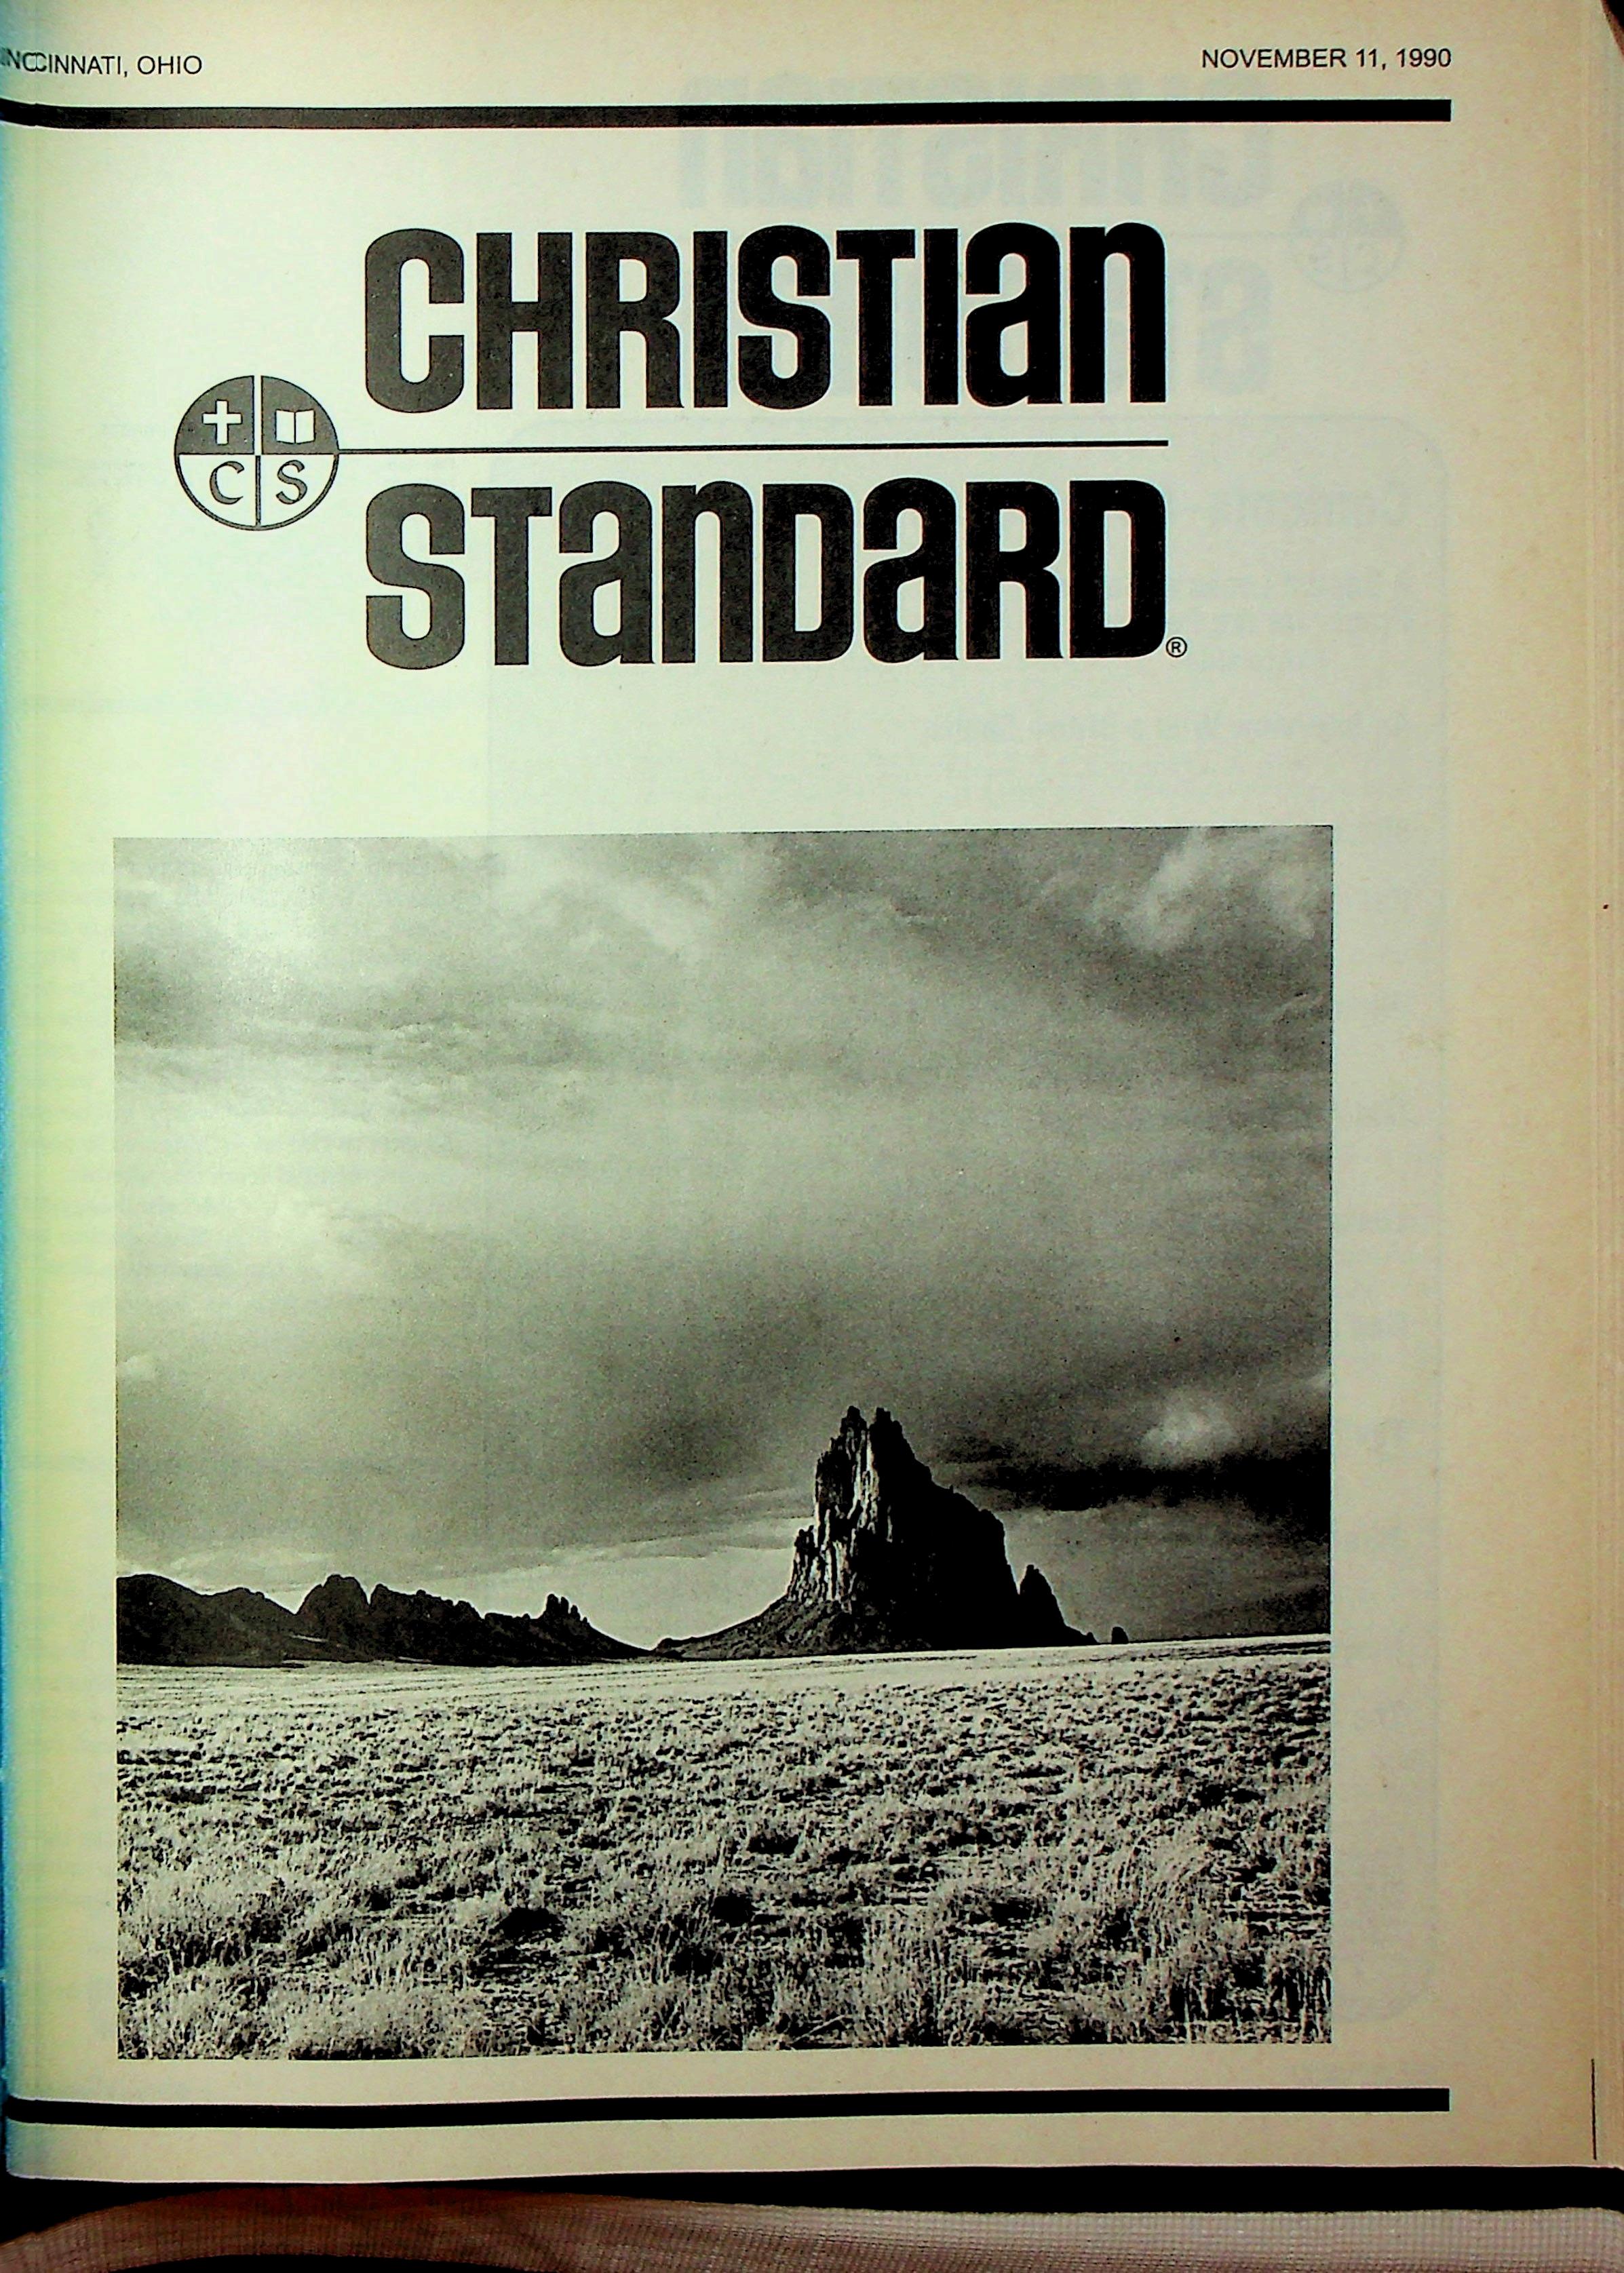 CINCINNATI, OHIO
NOVEMBER 11, 1990
CHRISTIAN
C S
STANDARD®